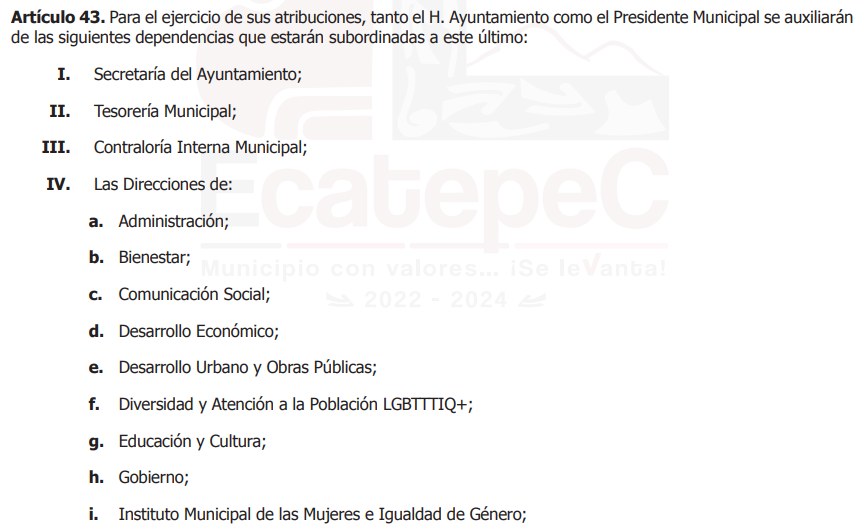 Artículo 43. Para el ejercicio de sus atribuciones, tanto el H. Ayuntamiento como el Presidente Municipal se auxiliarán
de las siguientes dependencias que estarán subordinadas a este último:
I. Secretaría del Ayuntamiento;
II. Tesorería Municipal;
III. Contraloría Interna Municipal;
IV. Las Direcciones de:
a. Administración;
b. Bienestar;
c. Comunicación Social;
d. Desarrollo Económico;
e. Desarrollo Urbano y Obras Públicas;
f. Diversidad y Atención a la Población LGBTTTIQ+;
g. Educación y Cultura;
h. Gobierno;
i. Instituto Municipal de las Mujeres e Igualdad de Género;
EcatepeC
Municipio con valores... ¡Se leVanta!
2022 - 2024